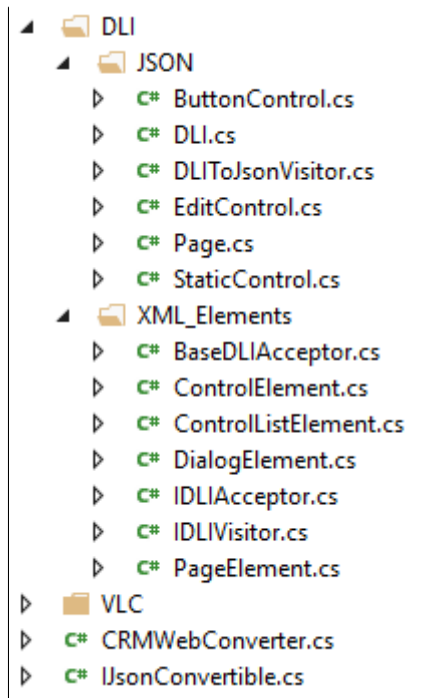 DLI
JSON
C# ButtonControl.cs
C# DLI.cs
C# DLIToJsonVisitor.cs
C# EditControl.cs
C# Page.cs
C# StaticControl.cs
XML_Elements
C# BaseDLIAcceptor.cs
C# ControlElement.cs
C# ControlListElement.cs
C# DialogElement.cs
C# IDLIAcceptor.cs
C# IDLIVisitor.cs
C# PageElement.cs
VLC
C# CRMWebConverter.cs
C# IJsonConvertible.cs